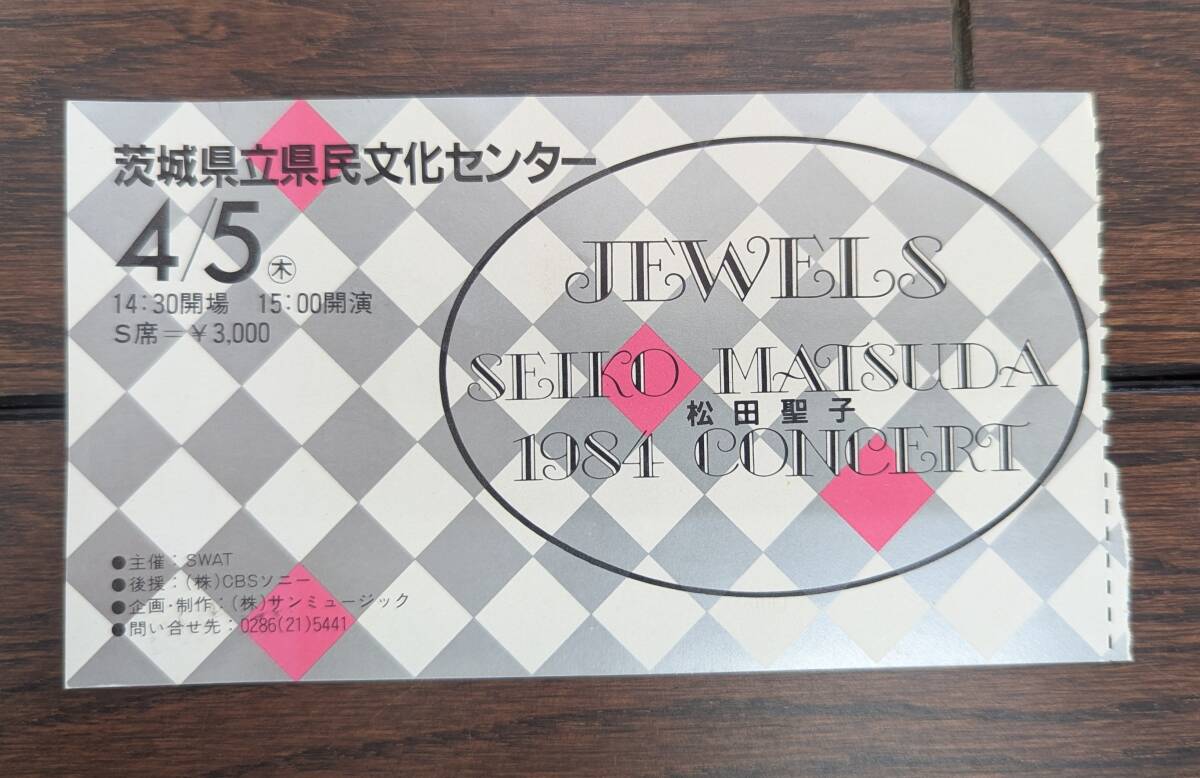 茨城県立県民文化センター
4/5㊍
14:30開場 15:00開演
S席=¥3,000
JEWELS
SEIKO MATSUDA
松田聖子
1984 CONCERT
●主催:SWAT
●後援:(株)CBSソニー
●企画・制作:(株)サンミュージック
●問い合せ先:0286(21)5441